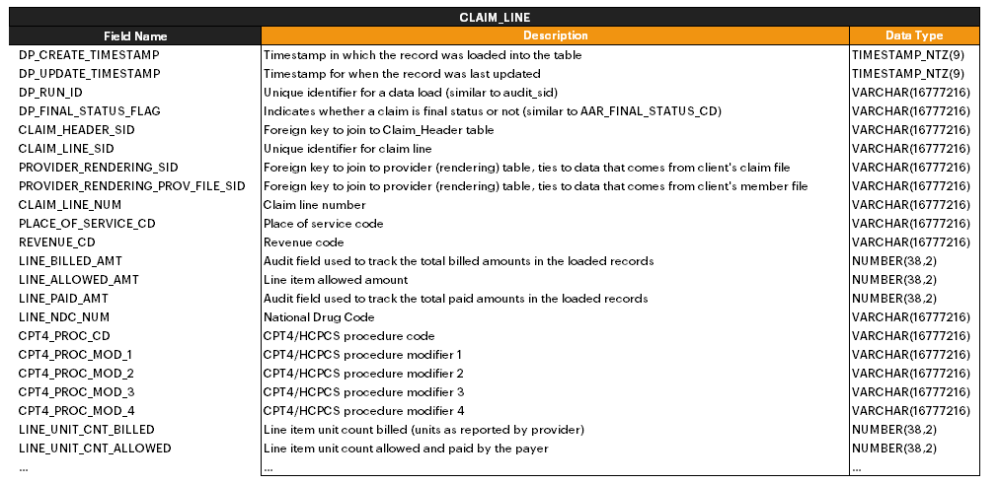 CLAIM_LINE
Field Name Description Data Type
DP_CREATE_TIMESTAMP Timestamp in which the record was loaded into the table TIMESTAMP_NTZ(9)
DP_UPDATE_TIMESTAMP Timestamp for when the record was last updated TIMESTAMP_NTZ(9)
DP_RUN_ID Unique identifier for a data load (similar to audit_sid) VARCHAR(16777216)
DP_FINAL_STATUS_FLAG Indicates whether a claim is final status or not (similar to AAR_FINAL_STATUS_CD) VARCHAR(16777216)
CLAIM_HEADER_SID Foreign key to join to Claim_Header table VARCHAR(16777216)
CLAIM_LINE_SID Unique identifier for claim line VARCHAR(16777216)
PROVIDER_RENDERING_SID Foreign key to join to provider (rendering) table, ties to data that comes from client's claim file VARCHAR(16777216)
PROVIDER_RENDERING_PROV_FILE_SID Foreign key to join to provider (rendering) table, ties to data that comes from client's member file VARCHAR(16777216)
CLAIM_LINE_NUM Claim line number VARCHAR(16777216)
PLACE_OF_SERVICE_CD Place of service code VARCHAR(16777216)
REVENUE_CD Revenue code VARCHAR(16777216)
LINE_BILLED_AMT Audit field used to track the total billed amounts in the loaded records NUMBER(38,2)
LINE_ALLOWED_AMT Line item allowed amount NUMBER(38,2)
LINE_PAID_AMT Audit field used to track the total paid amounts in the loaded records NUMBER(38,2)
LINE_NDC_NUM National Drug Code VARCHAR(16777216)
CPT4_PROC_CD CPT4/HCPCS procedure code VARCHAR(16777216)
CPT4_PROC_MOD_1 CPT4/HCPCS procedure modifier 1 VARCHAR(16777216)
CPT4_PROC_MOD_2 CPT4/HCPCS procedure modifier 2 VARCHAR(16777216)
CPT4_PROC_MOD_3 CPT4/HCPCS procedure modifier 3 VARCHAR(16777216)
CPT4_PROC_MOD_4 CPT4/HCPCS procedure modifier 4 VARCHAR(16777216)
LINE_UNIT_CNT_BILLED Line item unit count billed (units as reported by provider) NUMBER(38,2)
LINE_UNIT_CNT_ALLOWED Line item unit count allowed and paid by the payer NUMBER(38,2)
... ... ...